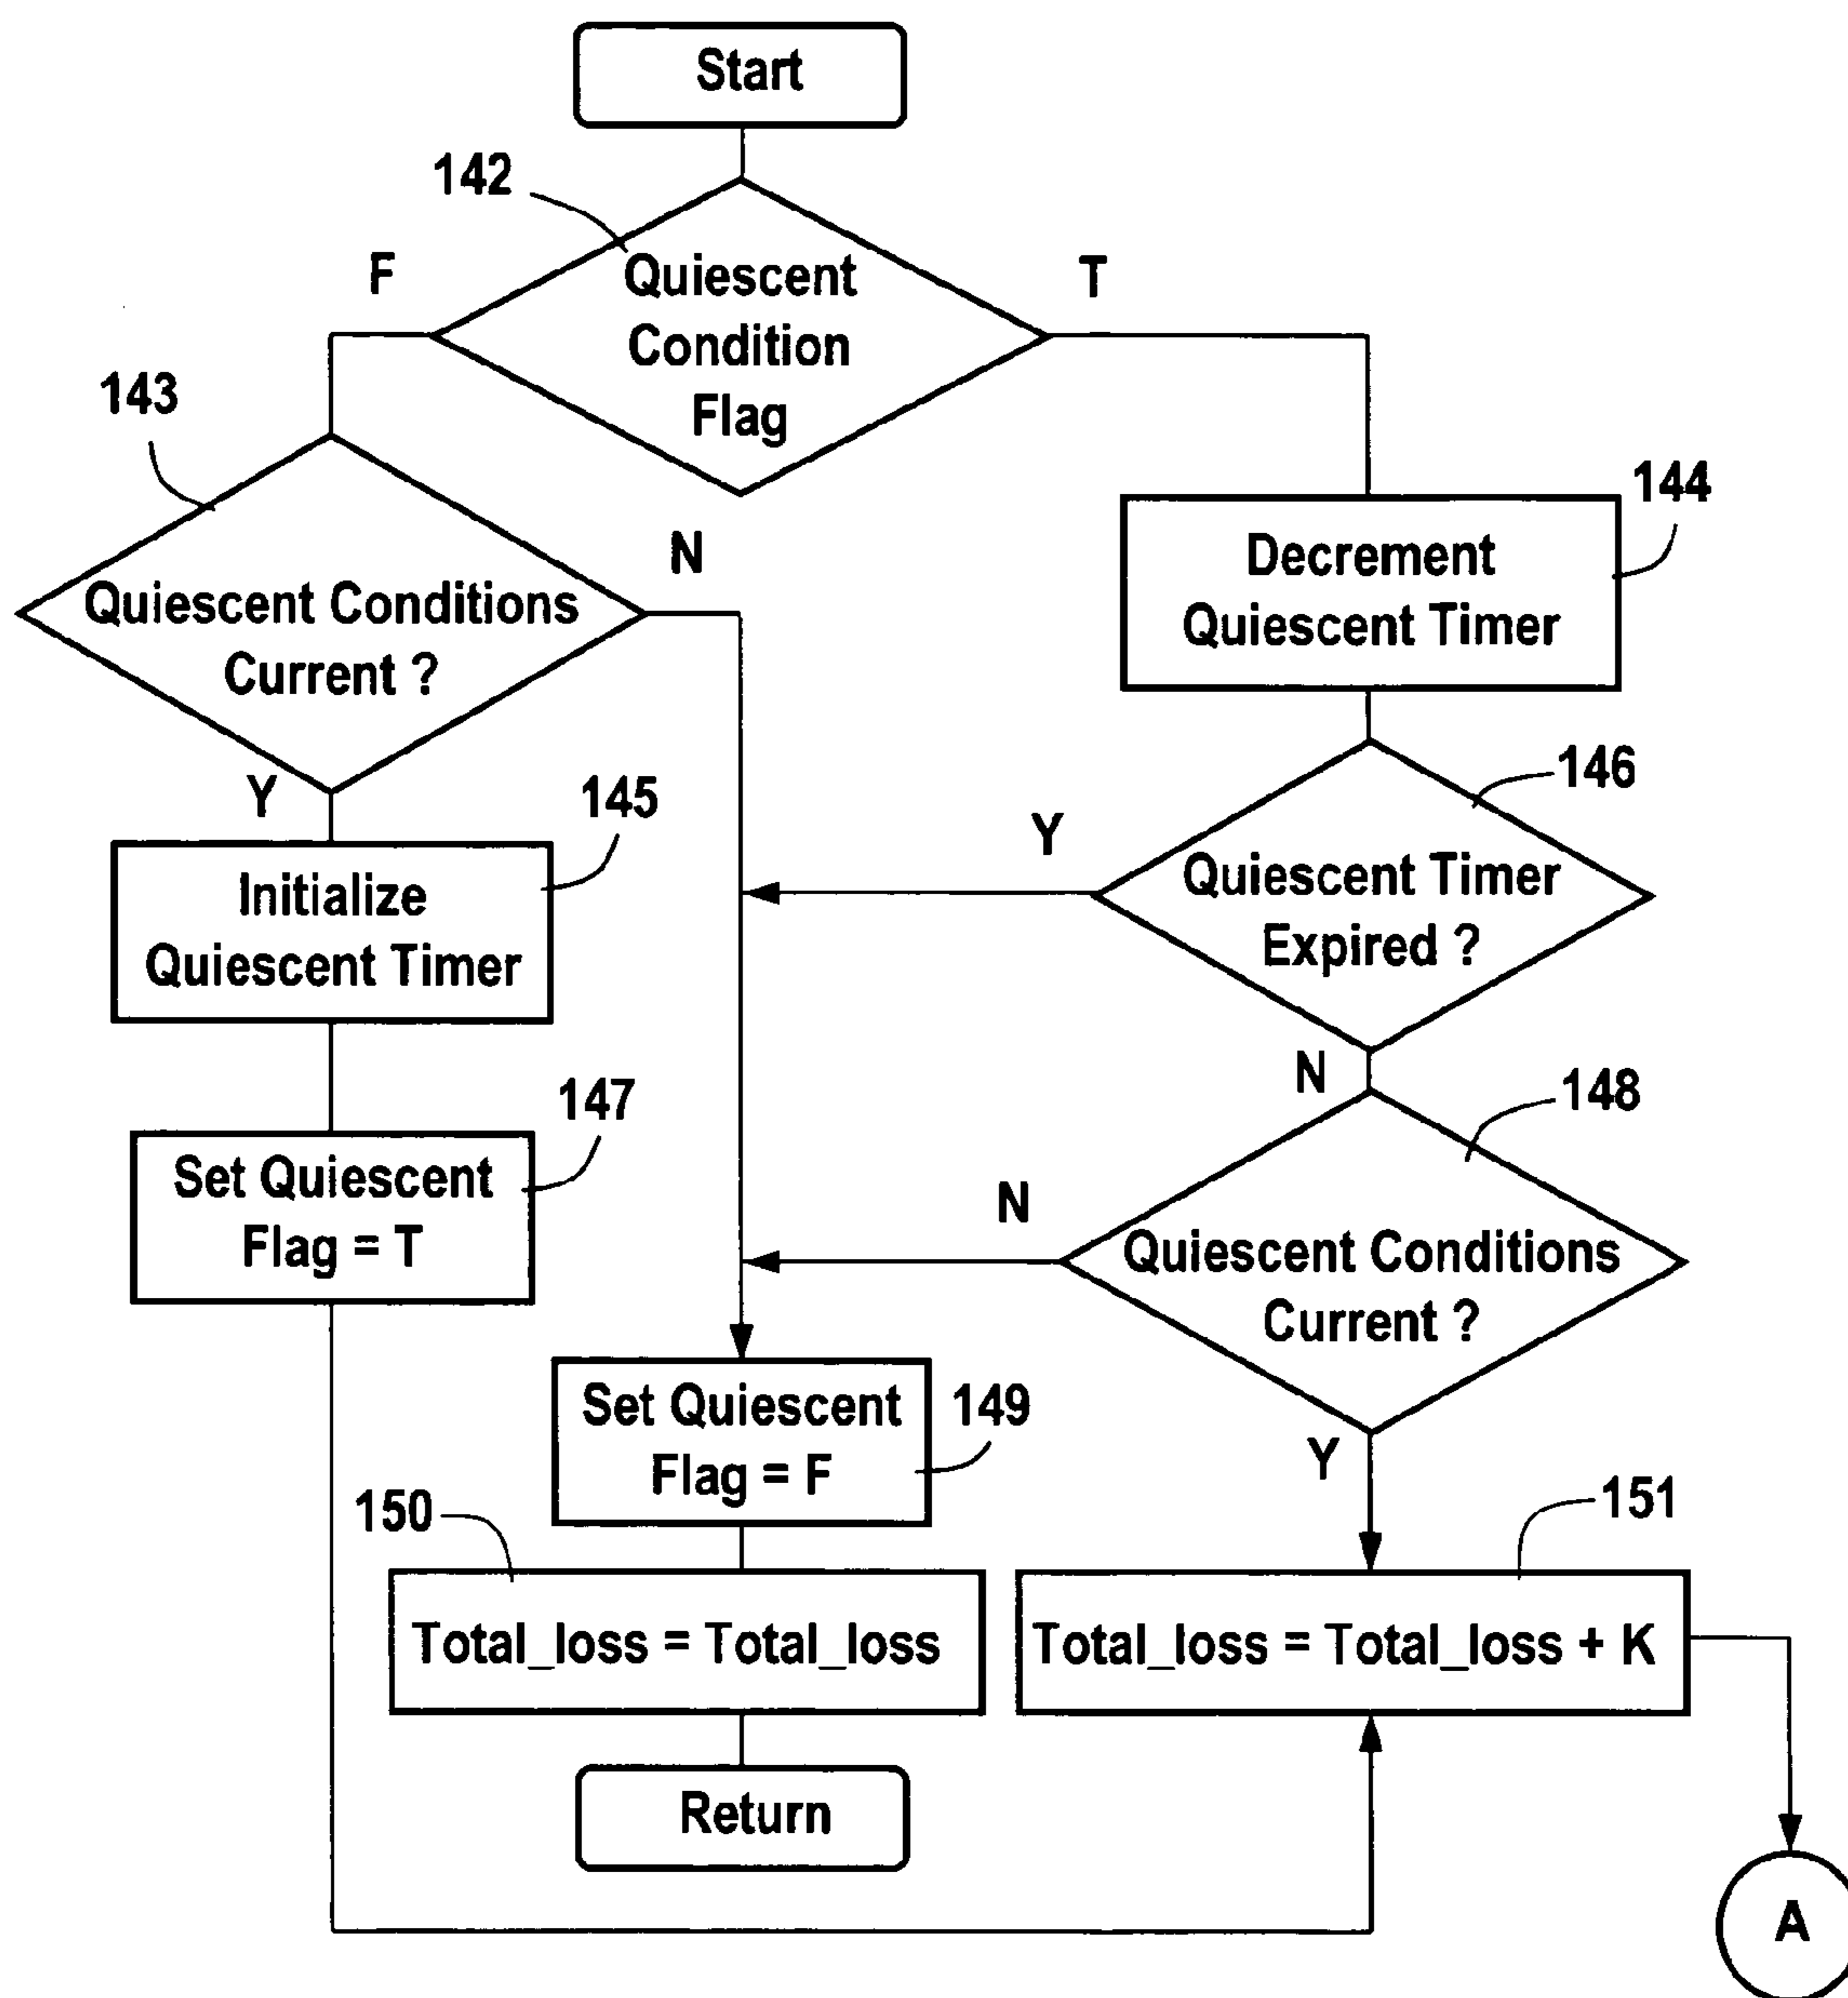 Start
142
F
Quiescent
Condition
Flag
T
143
Quiescent Conditions
Current ?
N
Y
144
Decrement
Quiescent Timer
145
Initialize
Quiescent Timer
146
Quiescent Timer
Expired ?
Y
N
147
Set Quiescent
Flag = T
148
Quiescent Conditions
Current ?
N
Y
149
Set Quiescent
Flag = F
150
Total_loss = Total_loss
151
Total_loss = Total_loss + K
Return
A